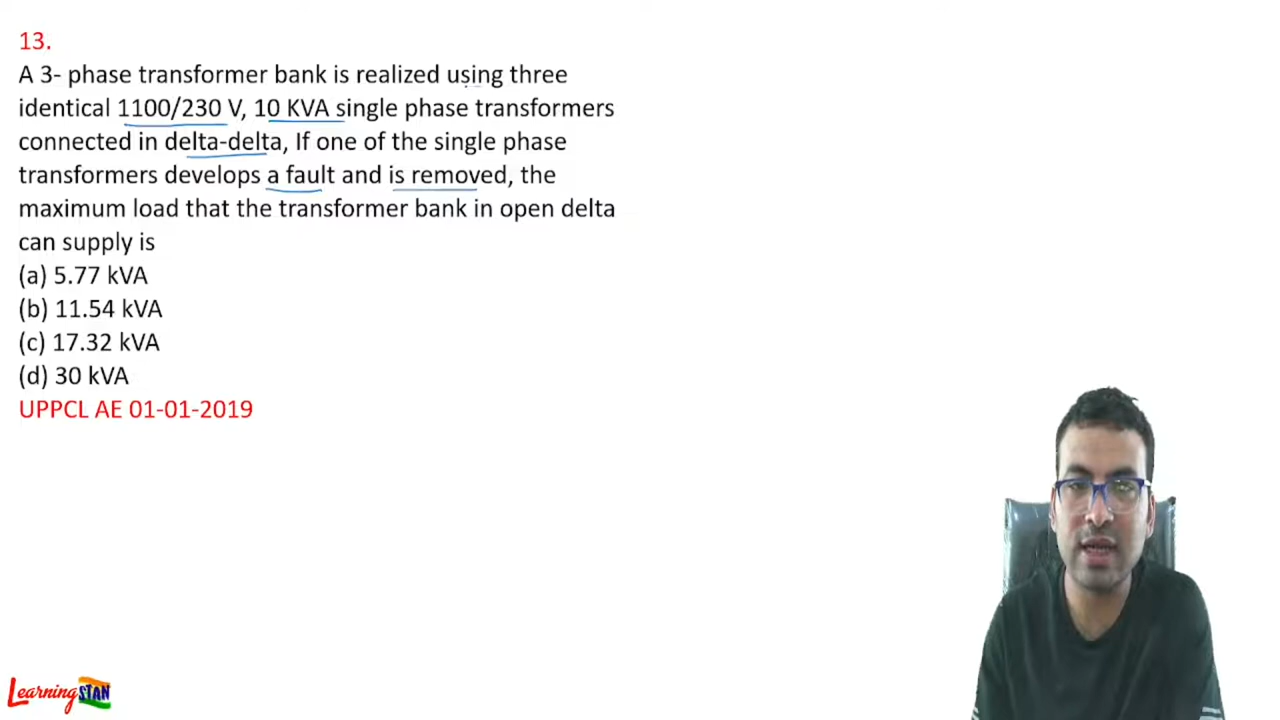 13.
A 3- phase transformer bank is realized using three
identical 1100/230 V, 10 KVA single phase transformers
connected in delta-delta, If one of the single phase
transformers develops a fault and is removed, the
maximum load that the transformer bank in open delta
can supply is
(a) 5.77 kVA
(b) 11.54 kVA
(c) 17.32 kVA
(d) 30 kVA
UPPCL AE 01-01-2019
LearningSTAN